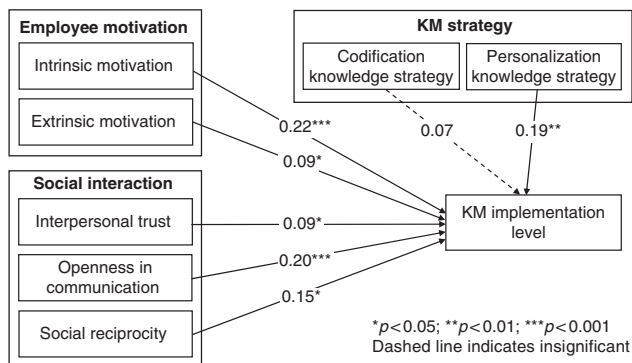 Employee motivation
Intrinsic motivation
Extrinsic motivation
Social interaction
Interpersonal trust
Openness in
communication
Social reciprocity
KM strategy
Codification
knowledge strategy
Personalization
knowledge strategy
0.22***
0.09*
0.09*
0.20***
0.15*
0.07
0.19**
KM implementation
level
*p<0.05; **p<0.01; ***p<0.001
Dashed line indicates insignificant